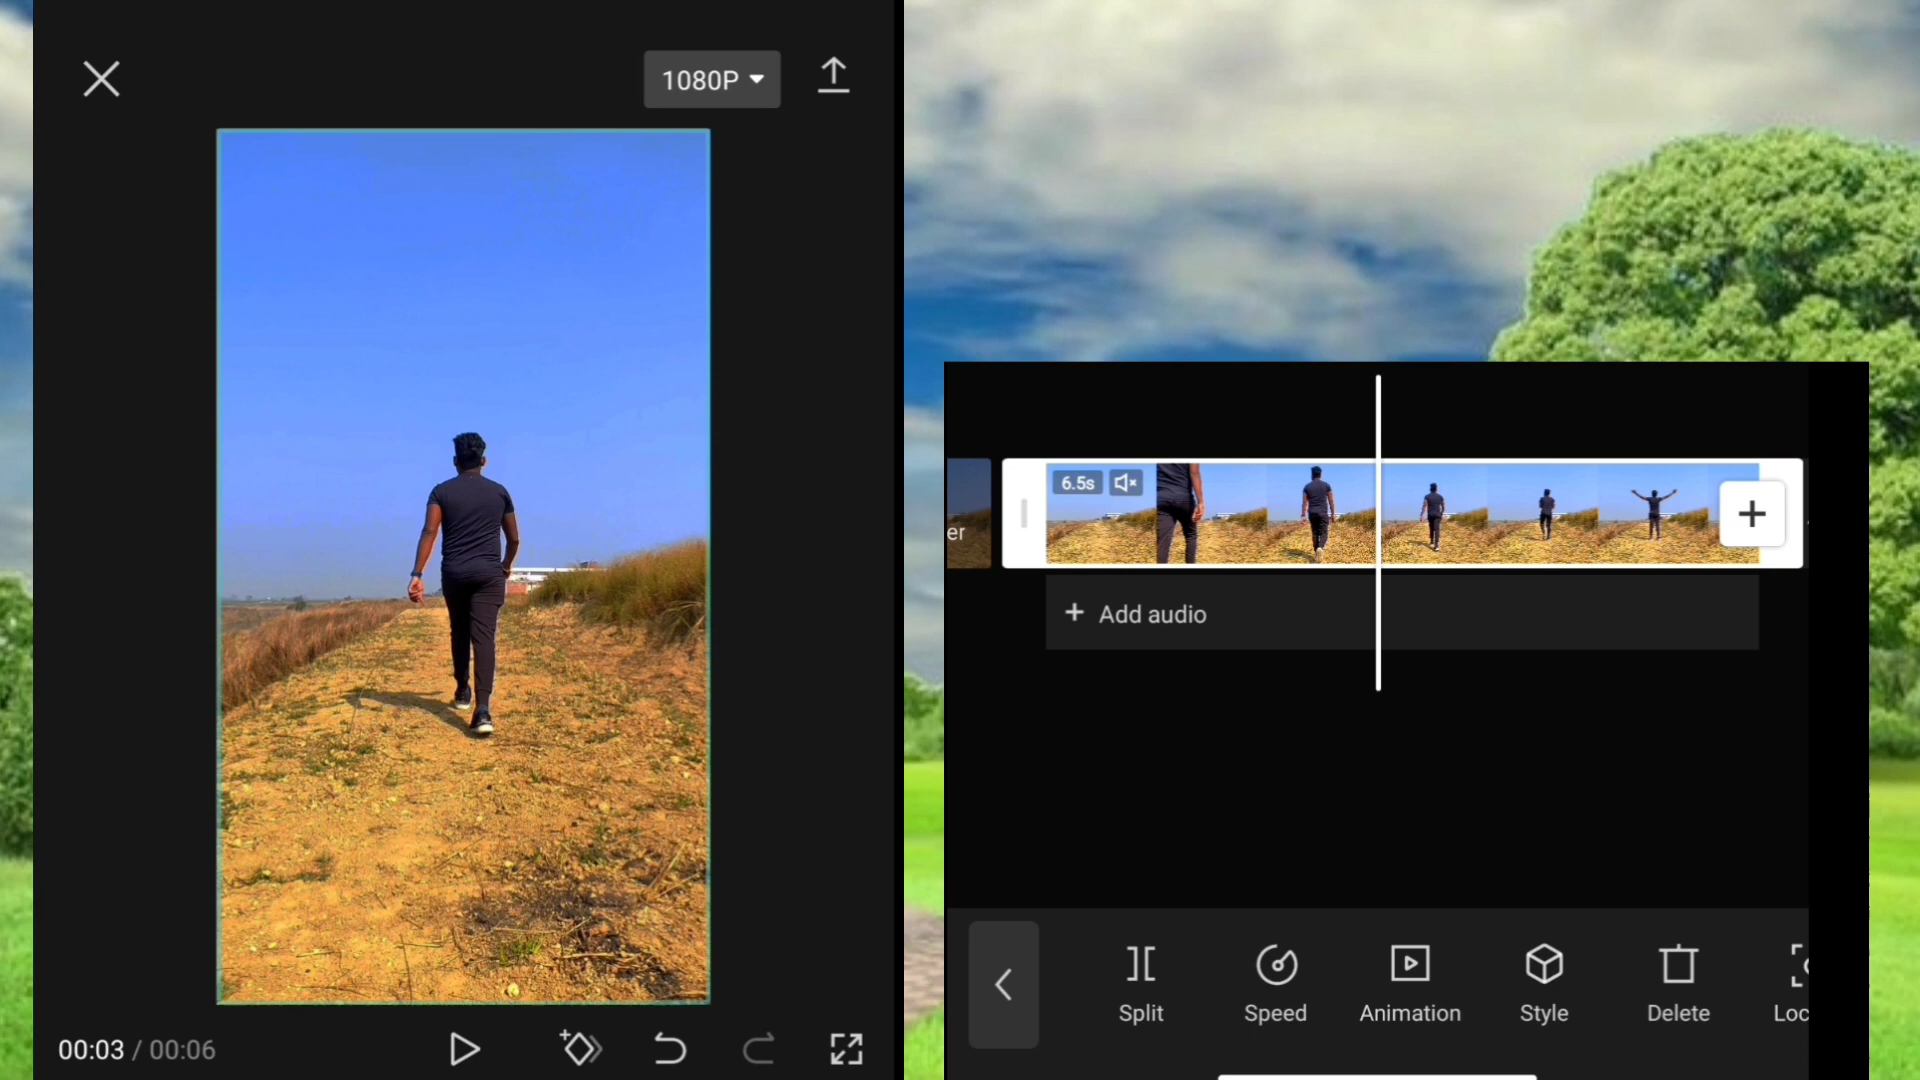 1080P
00:03 / 00:06
6.5s
er
+ Add audio
Split
Speed
Animation
Style
Delete
Loc